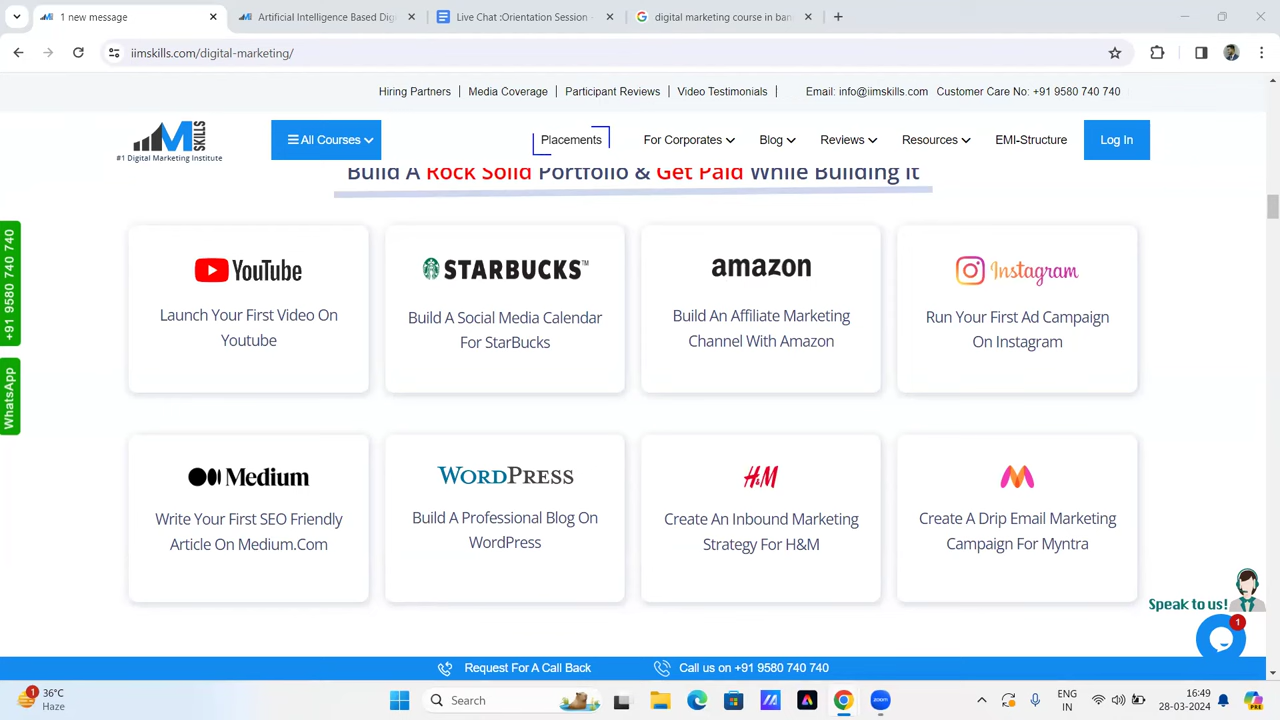 1 new message
Artificial Intelligence Based Dig
Live Chat :Orientation Session -
digital marketing course in ban
iimskills.com/digital-marketing/
Hiring Partners
Media Coverage
Participant Reviews
Video Testimonials
Email: info@iimskills.com
Customer Care No: +91 9580 740 740
IIM SKILLS
#1 Digital Marketing Institute
All Courses
Placements
For Corporates
Blog
Reviews
Resources
EMI-Structure
Log In
Build A Rock Solid Portfolio & Get Paid While Building It
YouTube
Launch Your First Video On
Youtube
STARBUCKS™
Build A Social Media Calendar
For StarBucks
amazon
Build An Affiliate Marketing
Channel With Amazon
Instagram
Run Your First Ad Campaign
On Instagram
Medium
Write Your First SEO Friendly
Article On Medium.Com
WORDPRESS
Build A Professional Blog On
WordPress
H&M
Create An Inbound Marketing
Strategy For H&M
Create A Drip Email Marketing
Campaign For Myntra
+91 9580 740 740
WhatsApp
Speak to us!
1
Request For A Call Back
Call us on +91 9580 740 740
1
36°C
Haze
Search
zoom
ENG
IN
16:49
28-03-2024
PRE